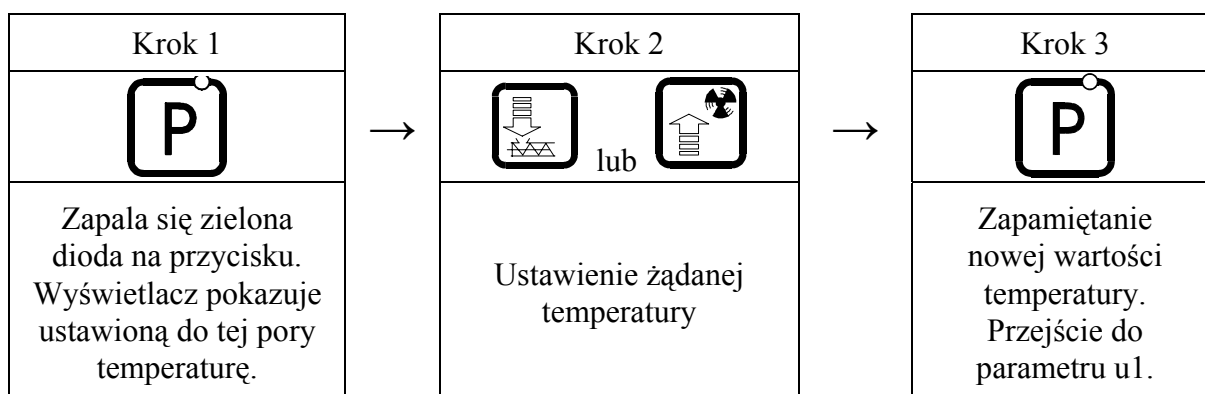 Krok 1
P
Zapala się zielona
dioda na przycisku.
Wyświetlacz pokazuje
ustawioną do tej pory
temperaturę.
→
Krok 2
lub
Ustawienie żądanej
temperatury
→
Krok 3
P
Zapamiętanie
nowej wartości
temperatury.
Przejście do
parametru u1.